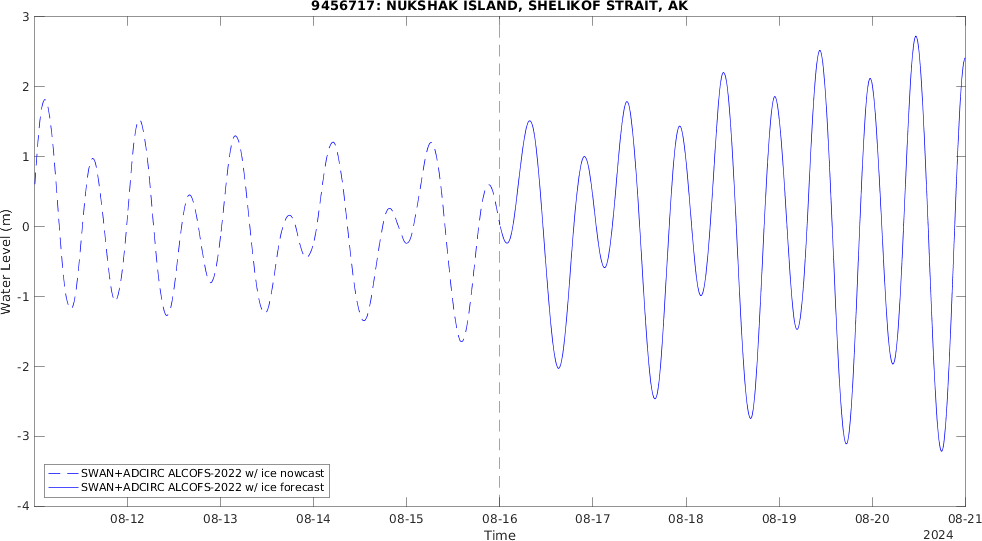 9456717: NUKSHAK ISLAND, SHELIKOF STRAIT, AK
3
2
1
0
-1
-2
-3
-4
Water Level (m)
SWAN+ADCIRC ALCOFS-2022 w/ ice nowcast
SWAN+ADCIRC ALCOFS-2022 w/ ice forecast
08-12 08-13 08-14 08-15 08-16 08-17 08-18 08-19 08-20 08-21
Time
2024